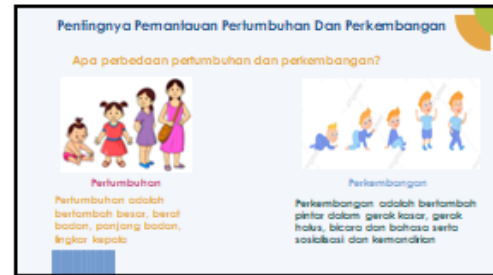 Pentingnya Pemantauan Pertumbuhan Dan Perkembangan
Apa perbedaan pertumbuhan dan perkembangan?
Pertumbuhan
Pertumbuhan adalah
bertambah besar, berat
badan, panjang badan,
lingkar kepala
Perkembangan
Perkembangan adalah bertambah
pintar dalam gerak kasar, gerak
halus, bicara dan bahasa serta
sosialisasi dan kemandirian